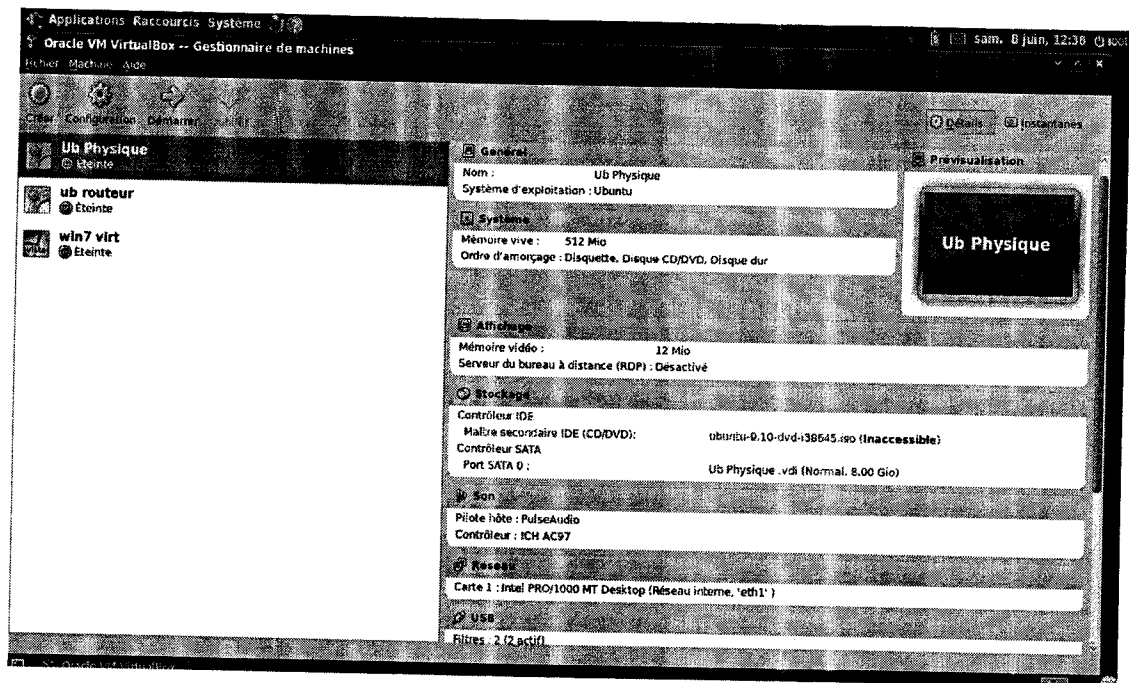 Applications Raccourcis Système
sam. 8 juin, 12:36
Oracle VM VirtualBox -- Gestionnaire de machines
Fichier Machine Aide
Créer Configuration Démarrer
Détails Instantanés
Ub Physique
Éteinte
ub routeur
Éteinte
win7 virt
Éteinte
Général
Nom : Ub Physique
Système d'exploitation : Ubuntu
Système
Mémoire vive : 512 Mio
Ordre d'amorçage : Disquette, Disque CD/DVD, Disque dur
Prévisualisation
Ub Physique
Affichage
Mémoire vidéo : 12 Mio
Serveur du bureau à distance (RDP) : Désactivé
Stockage
Contrôleur IDE
Maître secondaire IDE (CD/DVD): ubuntu-9.10-dvd-i38645.iso (Inaccessible)
Contrôleur SATA
Port SATA 0 : Ub Physique .vdi (Normal, 8.00 Gio)
Son
Pilote hôte : PulseAudio
Contrôleur : ICH AC97
Réseau
Carte 1 : Intel PRO/1000 MT Desktop (Réseau interne, 'eth1' )
USB
Filtres : 2 (2 actif)